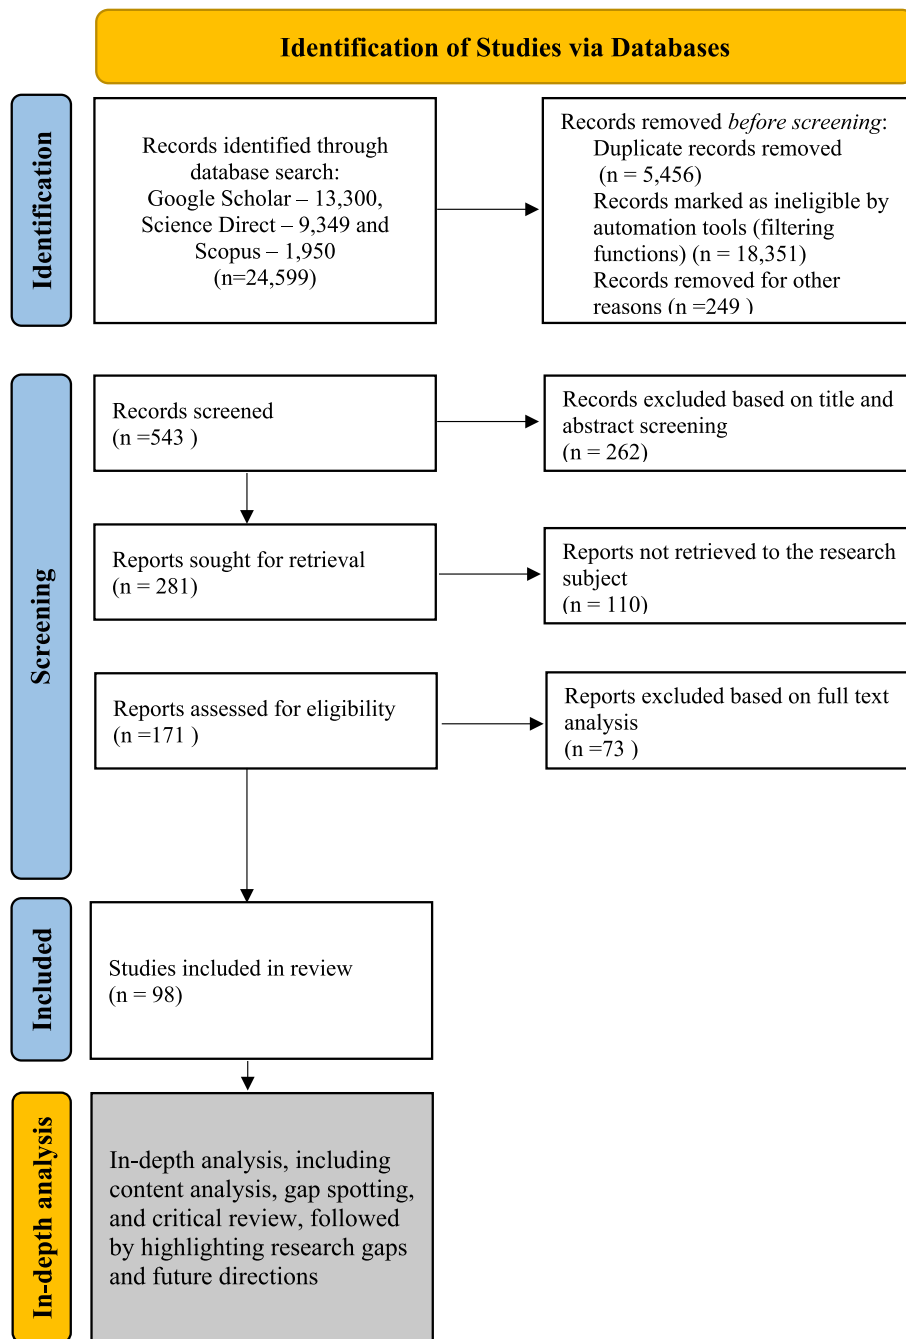 Identification of Studies via Databases
Identification
Records identified through
database search:
Google Scholar – 13,300,
Science Direct – 9,349 and
Scopus – 1,950
(n=24,599)
Records removed before screening:
Duplicate records removed
(n = 5,456)
Records marked as ineligible by
automation tools (filtering
functions) (n = 18,351)
Records removed for other
reasons (n =249 )
Screening
Records screened
(n =543 )
Records excluded based on title and
abstract screening
(n = 262)
Reports sought for retrieval
(n = 281)
Reports not retrieved to the research
subject
(n = 110)
Reports assessed for eligibility
(n =171 )
Reports excluded based on full text
analysis
(n =73 )
Included
Studies included in review
(n = 98)
In-depth analysis
In-depth analysis, including
content analysis, gap spotting,
and critical review, followed
by highlighting research gaps
and future directions